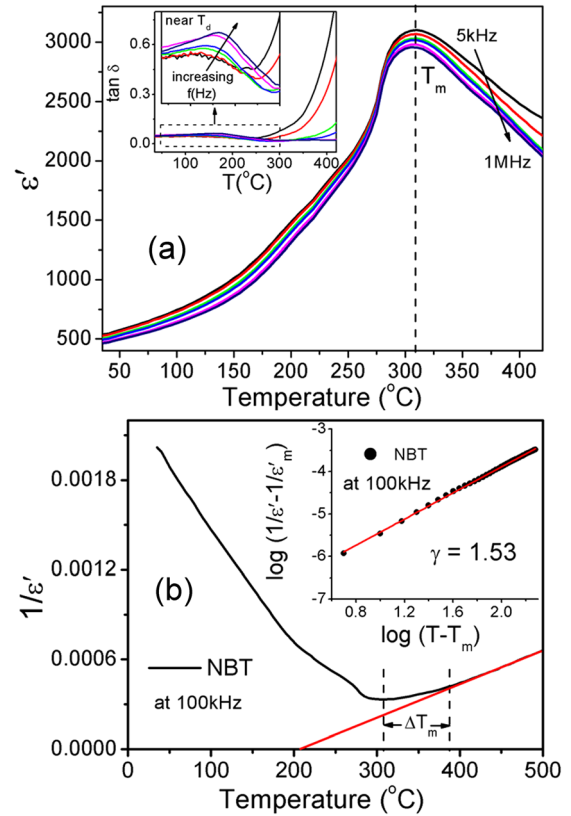 (a)
near T_d
increasing
f(Hz)
tan δ
0.6
0.3
0.0
0 100 200 300 400
T(°C)
5kHz
T_m
1MHz
ε′
3000
2500
2000
1500
1000
500
50 100 150 200 250 300 350 400
Temperature (°C)
(b)
NBT
at 100kHz
γ = 1.53
log (1/ε′-1/ε′_m)
-3
-4
-5
-6
-7
0.8 1.2 1.6 2.0
log (T-T_m)
1/ε′
0.0018
0.0012
0.0006
0.0000
NBT
at 100kHz
ΔT_m
0 100 200 300 400 500
Temperature (°C)